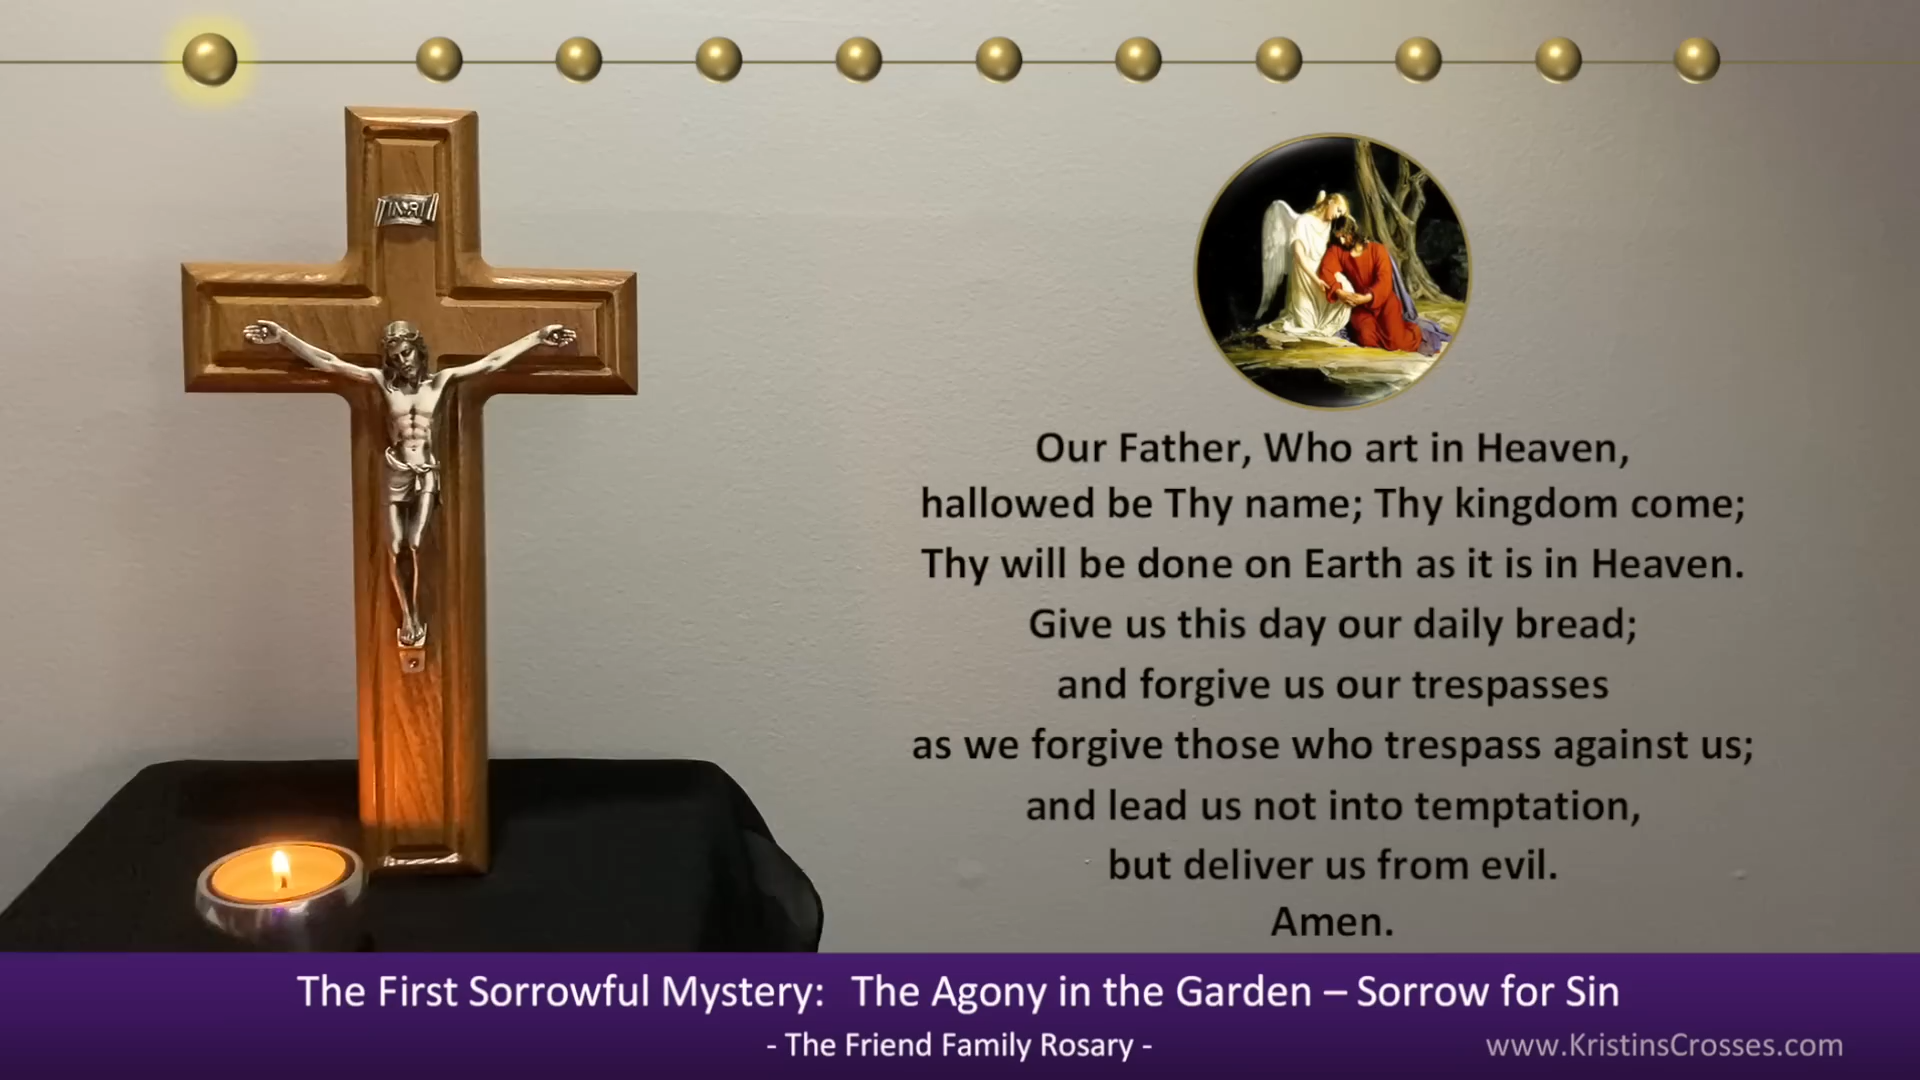 INRI
Our Father, Who art in Heaven,
hallowed be Thy name; Thy kingdom come;
Thy will be done on Earth as it is in Heaven.
Give us this day our daily bread;
and forgive us our trespasses
as we forgive those who trespass against us;
and lead us not into temptation,
but deliver us from evil.
Amen.
The First Sorrowful Mystery: The Agony in the Garden – Sorrow for Sin
- The Friend Family Rosary -
www.KristinsCrosses.com